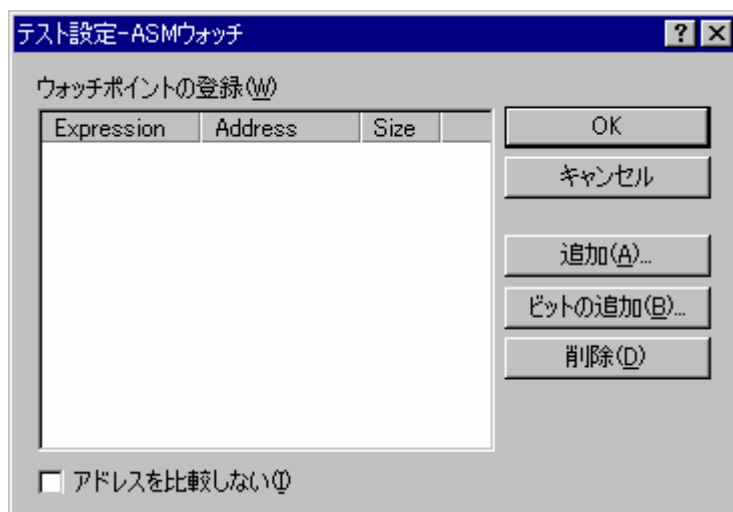 テスト設定-ASMウォッチ
ウォッチポイントの登録(W)
Expression Address Size
OK
キャンセル
追加(A)...
ビットの追加(B)...
削除(D)
アドレスを比較しない(I)